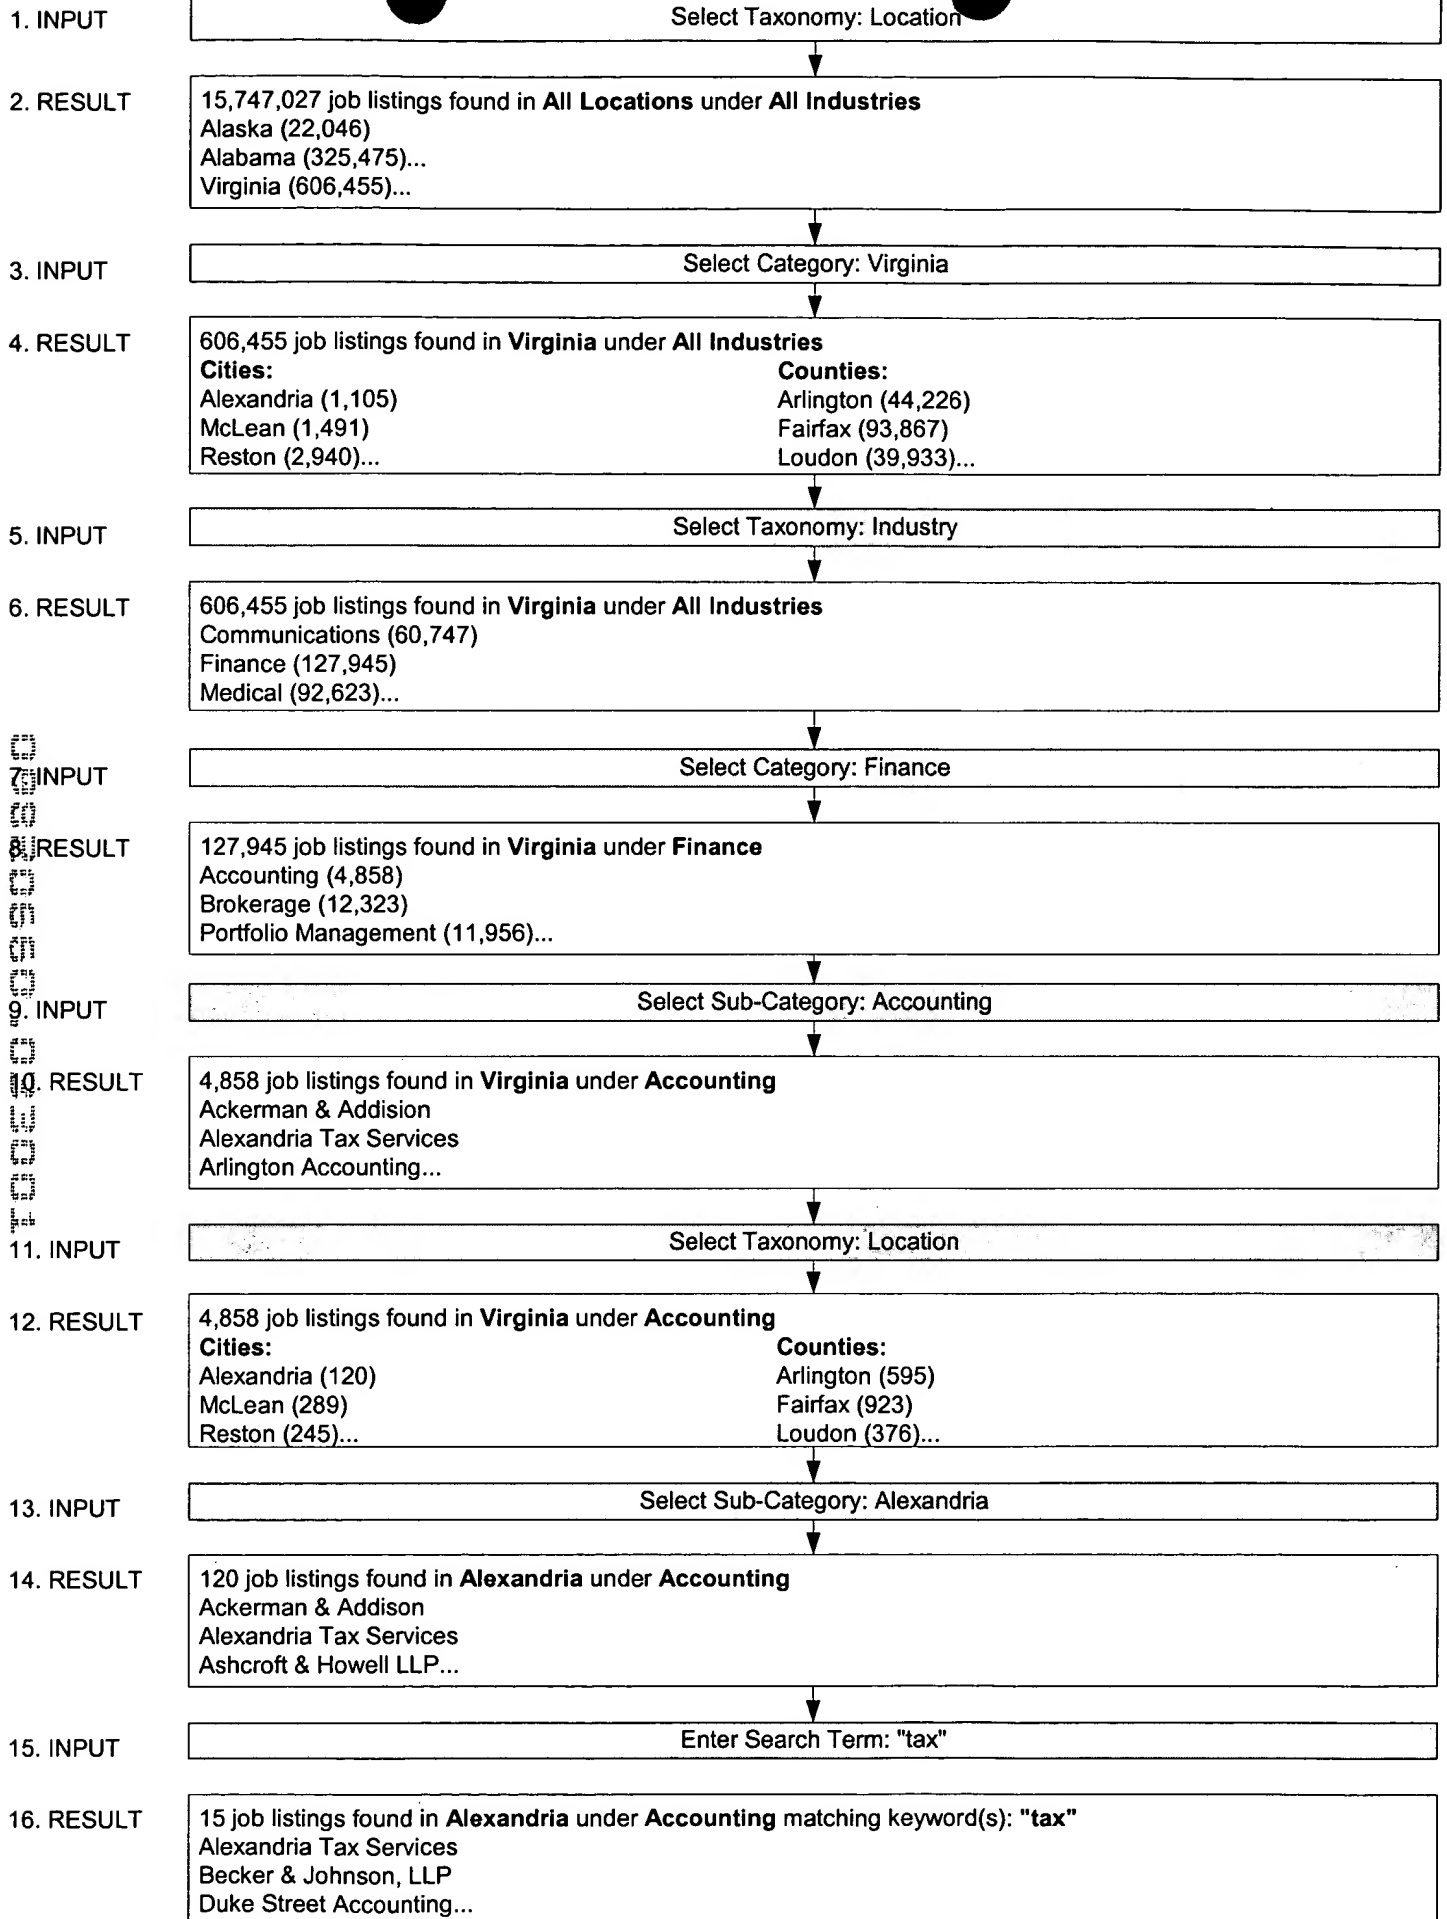 1. INPUT
Select Taxonomy: Location
2. RESULT
15,747,027 job listings found in All Locations under All Industries
Alaska (22,046)
Alabama (325,475)...
Virginia (606,455)...
3. INPUT
Select Category: Virginia
4. RESULT
606,455 job listings found in Virginia under All Industries
Cities: Counties:
Alexandria (1,105) Arlington (44,226)
McLean (1,491) Fairfax (93,867)
Reston (2,940)... Loudon (39,933)...
5. INPUT
Select Taxonomy: Industry
6. RESULT
606,455 job listings found in Virginia under All Industries
Communications (60,747)
Finance (127,945)
Medical (92,623)...
7. INPUT
Select Category: Finance
8. RESULT
127,945 job listings found in Virginia under Finance
Accounting (4,858)
Brokerage (12,323)
Portfolio Management (11,956)...
9. INPUT
Select Sub-Category: Accounting
10. RESULT
4,858 job listings found in Virginia under Accounting
Ackerman & Addision
Alexandria Tax Services
Arlington Accounting...
11. INPUT
Select Taxonomy: Location
12. RESULT
4,858 job listings found in Virginia under Accounting
Cities: Counties:
Alexandria (120) Arlington (595)
McLean (289) Fairfax (923)
Reston (245)... Loudon (376)...
13. INPUT
Select Sub-Category: Alexandria
14. RESULT
120 job listings found in Alexandria under Accounting
Ackerman & Addison
Alexandria Tax Services
Ashcroft & Howell LLP...
15. INPUT
Enter Search Term: "tax"
16. RESULT
15 job listings found in Alexandria under Accounting matching keyword(s): "tax"
Alexandria Tax Services
Becker & Johnson, LLP
Duke Street Accounting...